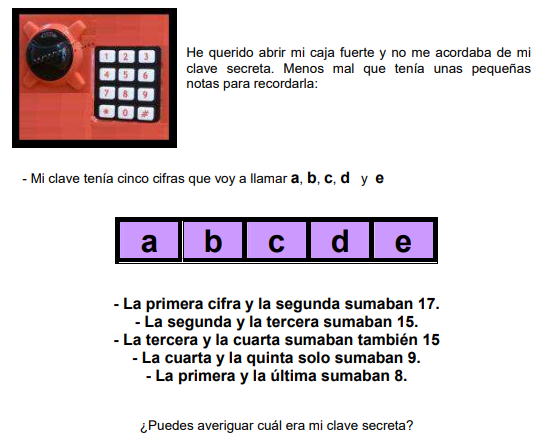 1 2 3
4 5 6
7 8 9
* 0 #
He querido abrir mi caja fuerte y no me acordaba de mi
clave secreta. Menos mal que tenía unas pequeñas
notas para recordarla:
- Mi clave tenía cinco cifras que voy a llamar a, b, c, d y e
a b c d e
- La primera cifra y la segunda sumaban 17.
- La segunda y la tercera sumaban 15.
- La tercera y la cuarta sumaban también 15
- La cuarta y la quinta solo sumaban 9.
- La primera y la última sumaban 8.
¿Puedes averiguar cuál era mi clave secreta?